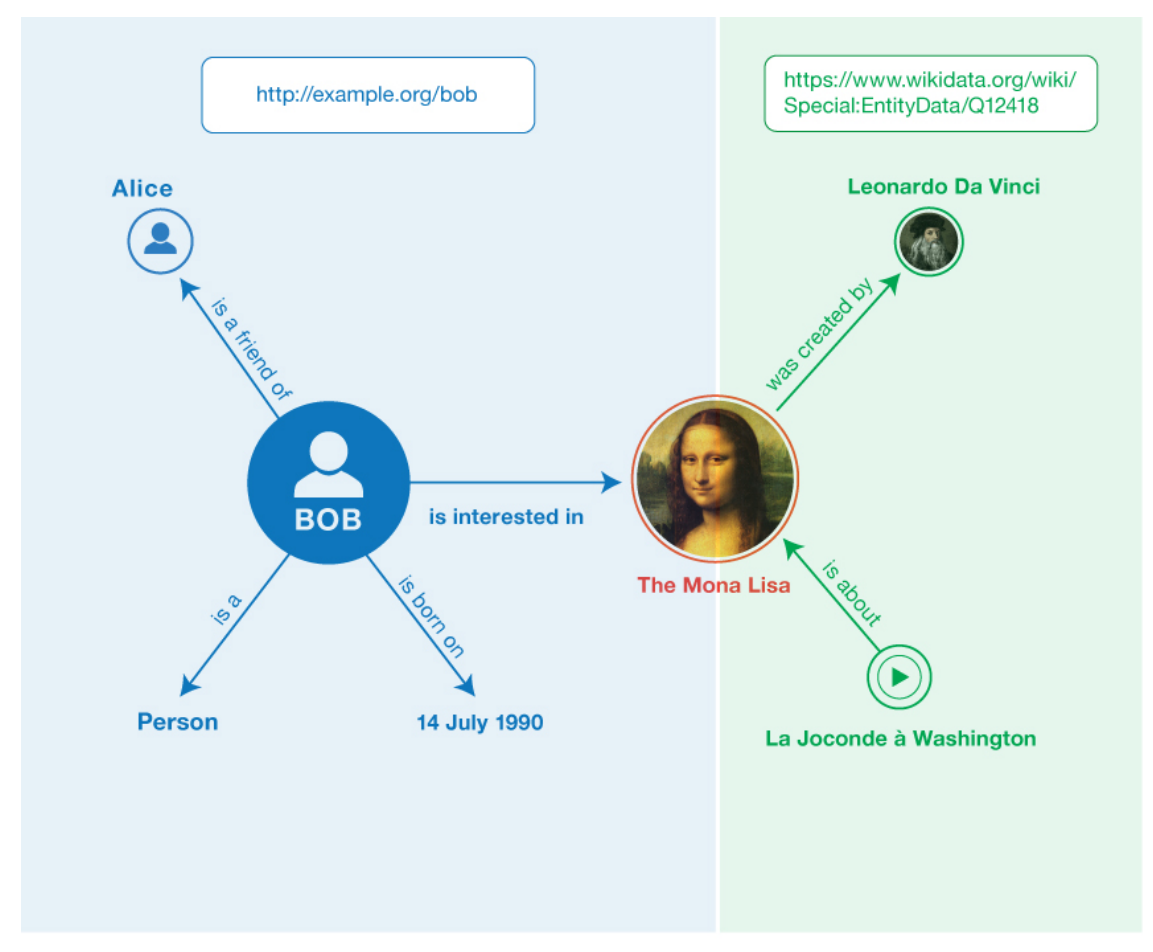 http://example.org/bob
https://www.wikidata.org/wiki/
Special:EntityData/Q12418
Alice
Leonardo Da Vinci
is a friend of
was created by
BOB
is interested in
The Mona Lisa
is a
is born on
is about
Person
14 July 1990
La Joconde à Washington